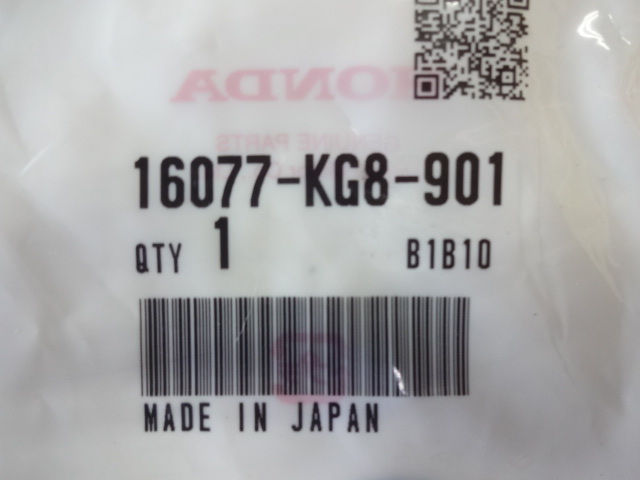 HONDA
GENUINE PARTS
16077-KG8-901
QTY 1 B1B10
MADE IN JAPAN